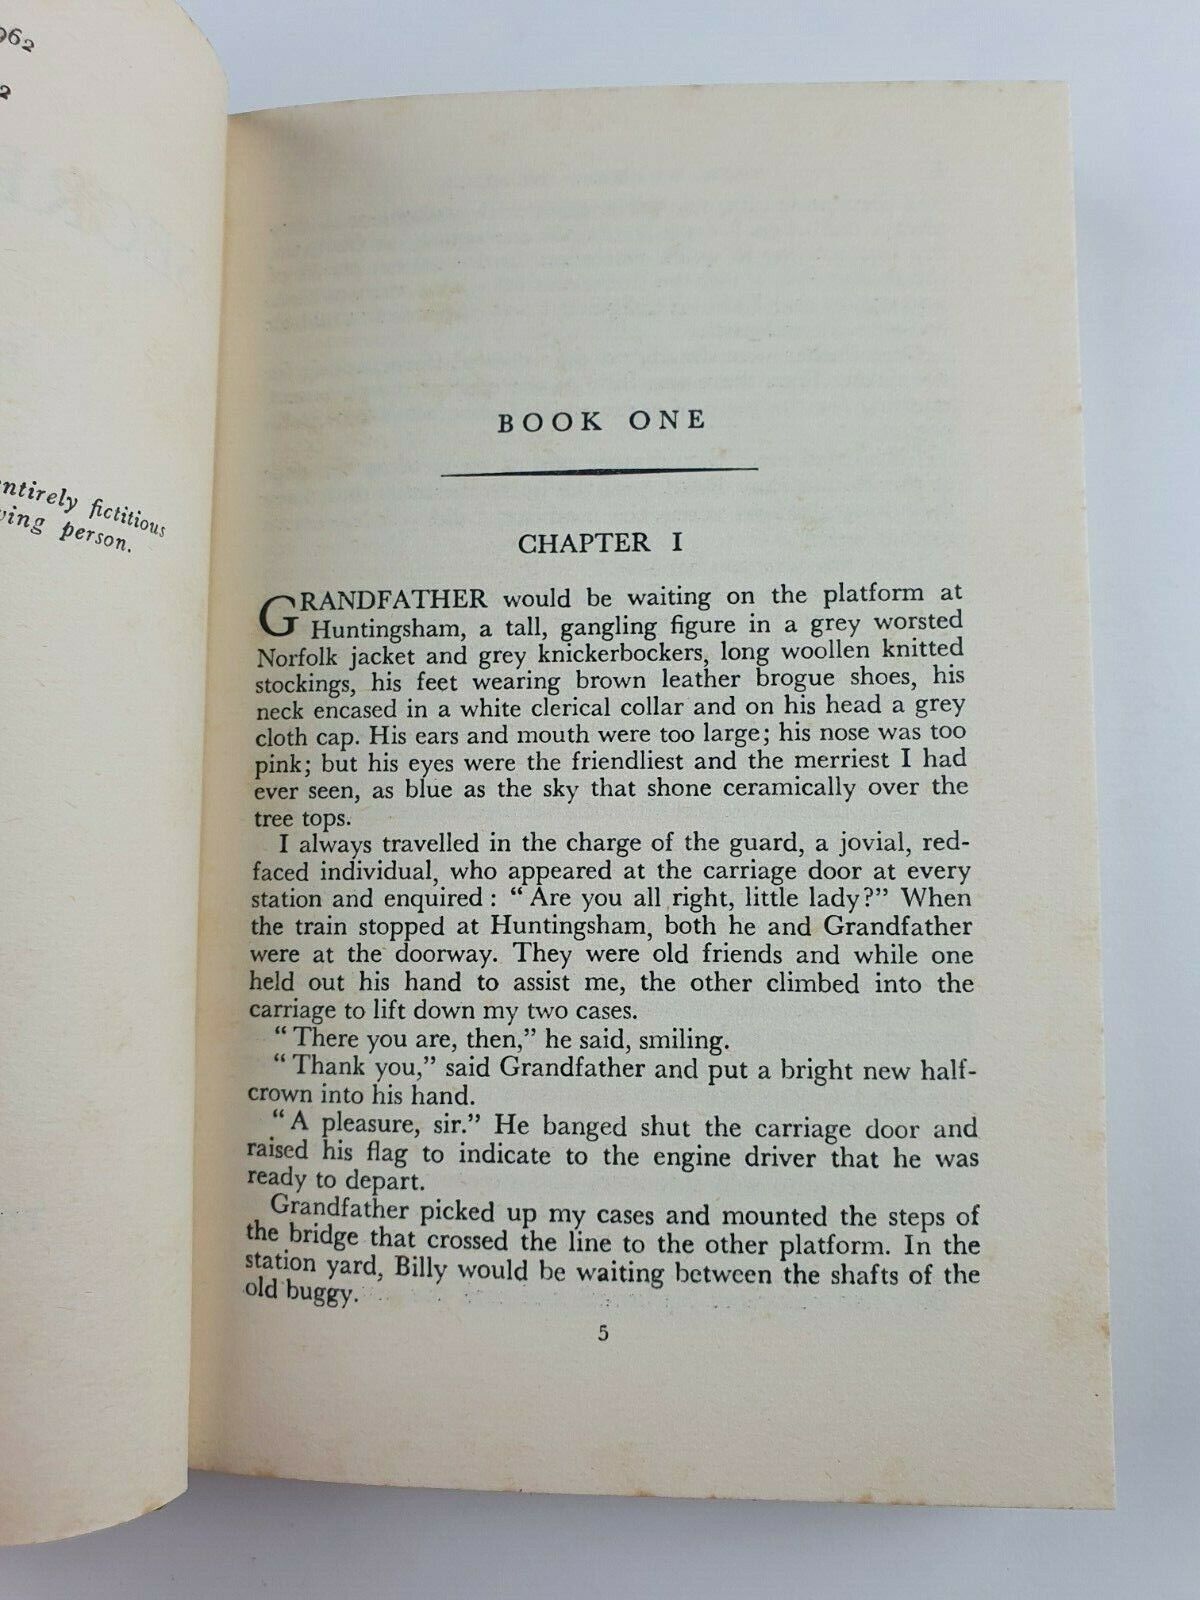 962
2
entirely fictitious
person.
BOOK ONE
CHAPTER I
GRANDFATHER would be waiting on the platform at
Huntingsham, a tall, gangling figure in a grey worsted
Norfolk jacket and grey knickerbockers, long woollen knitted
stockings, his feet wearing brown leather brogue shoes, his
neck encased in a white clerical collar and on his head a grey
cloth cap. His ears and mouth were too large; his nose was too
pink; but his eyes were the friendliest and the merriest I had
ever seen, as blue as the sky that shone ceramically over the
tree tops.
I always travelled in the charge of the guard, a jovial, red-
faced individual, who appeared at the carriage door at every
station and enquired : "Are you all right, little lady?" When
the train stopped at Huntingsham, both he and Grandfather
were at the doorway. They were old friends and while one
held out his hand to assist me, the other climbed into the
carriage to lift down my two cases.
"There you are, then," he said, smiling.
"Thank you," said Grandfather and put a bright new half-
crown into his hand.
"A pleasure, sir." He banged shut the carriage door and
raised his flag to indicate to the engine driver that he was
ready to depart.
Grandfather picked up my cases and mounted the steps of
the bridge that crossed the line to the other platform. In the
station yard, Billy would be waiting between the shafts of the
old buggy.
5